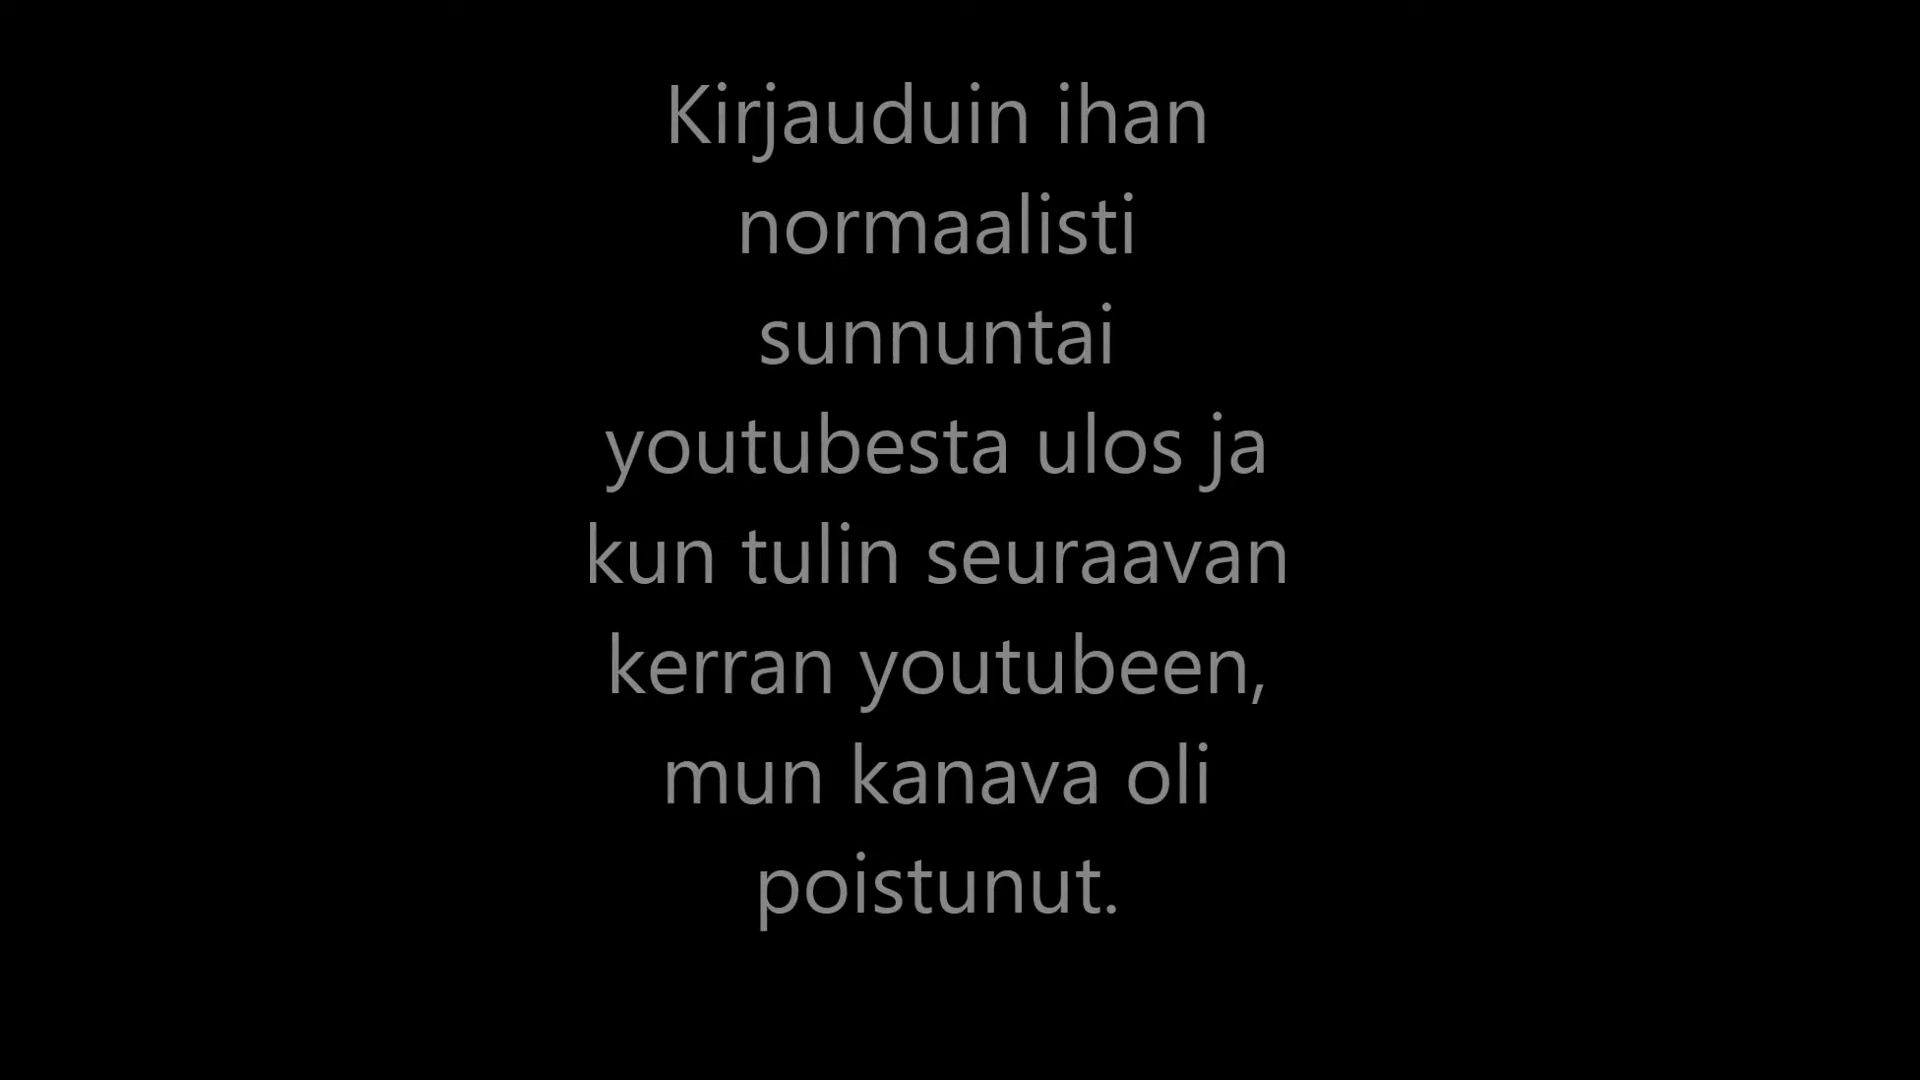 Kirjauduin ihan
normaalisti
sunnuntai
youtubesta ulos ja
kun tulin seuraavan
kerran youtubeen,
mun kanava oli
poistunut.